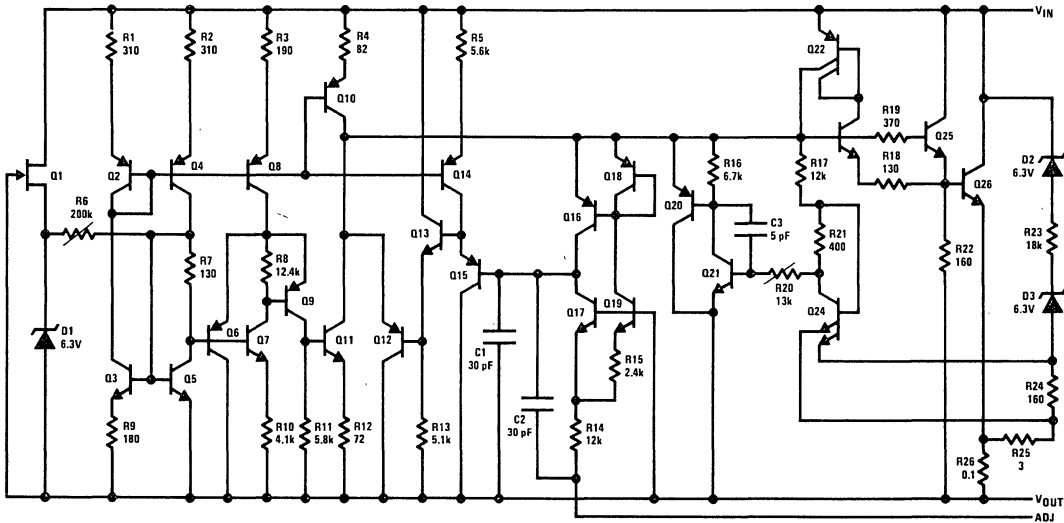 VIN
R1
310
R2
310
R3
190
R4
82
R5
5.6k
Q22
Q10
R19
370
Q25
R18
130
Q26
D2
6.3V
Q1
Q2
Q4
Q8
Q14
Q18
R16
6.7k
R17
12k
R6
200k
Q13
Q16
Q20
C3
5 pF
R21
400
R22
160
R23
18k
R7
130
R8
12.4k
Q15
Q21
R20
13k
D3
6.3V
Q9
D1
6.3V
Q6
Q7
Q11
Q12
Q17
Q19
Q24
C1
30 pF
R15
2.4k
Q3
Q5
C2
30 pF
R24
160
R9
180
R10
4.1k
R11
5.8k
R12
72
R13
5.1k
R14
12k
R25
3
R26
0.1
VOUT
ADJ